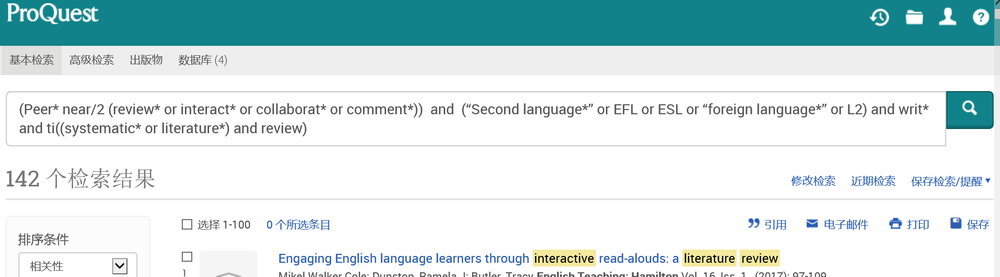 ProQuest
基本检索 高级检索 出版物 数据库 (4)
(Peer* near/2 (review* or interact* or collaborat* or comment*))  and  (“Second language*” or EFL or ESL or “foreign language*” or L2) and writ*
and ti((systematic* or literature*) and review)
142 个检索结果
修改检索 近期检索 保存检索/提醒
选择 1-100 0 个所选条目 引用 电子邮件 打印 保存
排序条件
相关性
Engaging English language learners through interactive read-alouds: a literature review
1
Mikel Walker Cole; Dunston, Pamela J; Butler, Tracy. English Teaching; Hamilton Vol. 16, Iss. 1, (2017): 97-109.